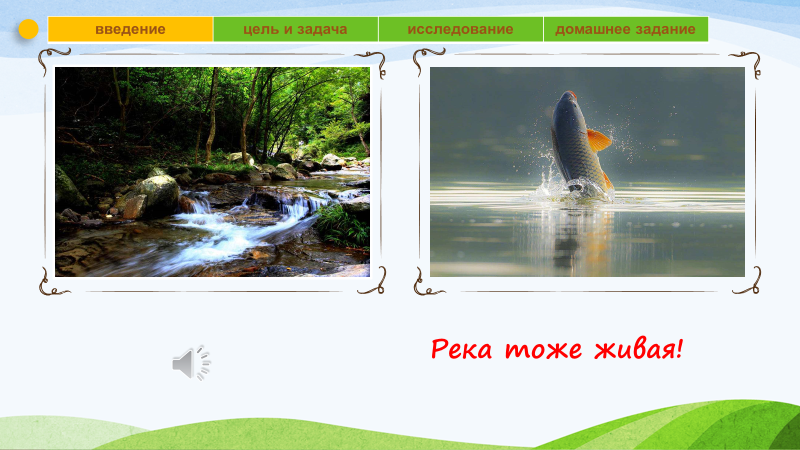 введение цель и задача исследование домашнее задание
Река тоже живая!